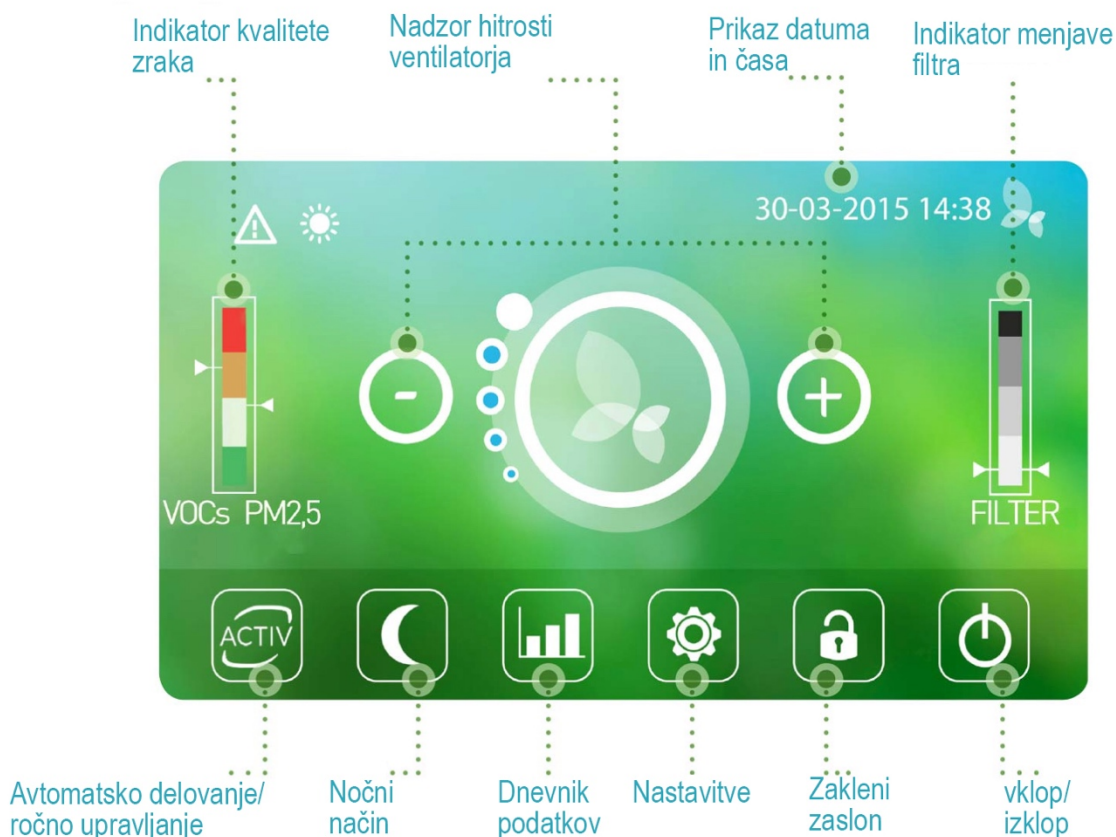 Indikator kvalitete
zraka
Nadzor hitrosti
ventilatorja
Prikaz datuma
in časa
Indikator menjave
filtra
30-03-2015 14:38
-
+
VOCs PM2,5
FILTER
ACTIV
Avtomatsko delovanje/
ročno upravljanje
Nočni
način
Dnevnik
podatkov
Nastavitve
Zakleni
zaslon
vklop/
izklop